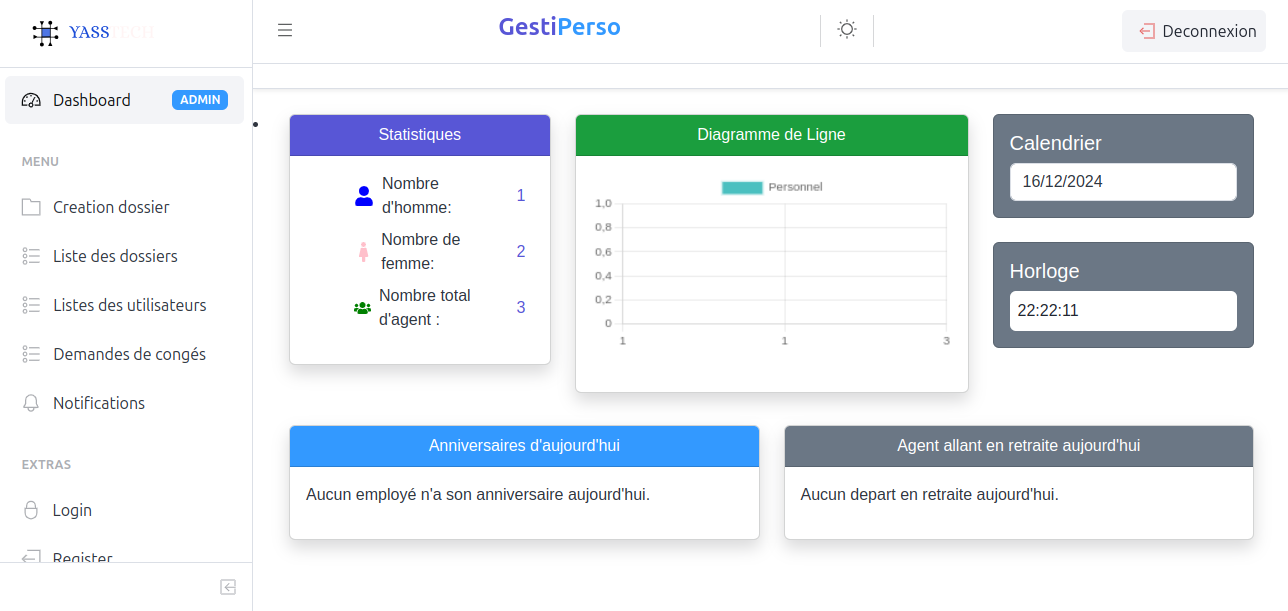 YASSTECH
Dashboard ADMIN
MENU
Creation dossier
Liste des dossiers
Listes des utilisateurs
Demandes de congés
Notifications
EXTRAS
Login
Register
GestiPerso
Deconnexion
Statistiques
Nombre
d'homme: 1
Nombre de
femme: 2
Nombre total
d'agent : 3
Diagramme de Ligne
Personnel
1,0
0,8
0,6
0,4
0,2
0
1 1 3
Calendrier
16/12/2024
Horloge
22:22:11
Anniversaires d'aujourd'hui
Aucun employé n'a son anniversaire aujourd'hui.
Agent allant en retraite aujourd'hui
Aucun depart en retraite aujourd'hui.